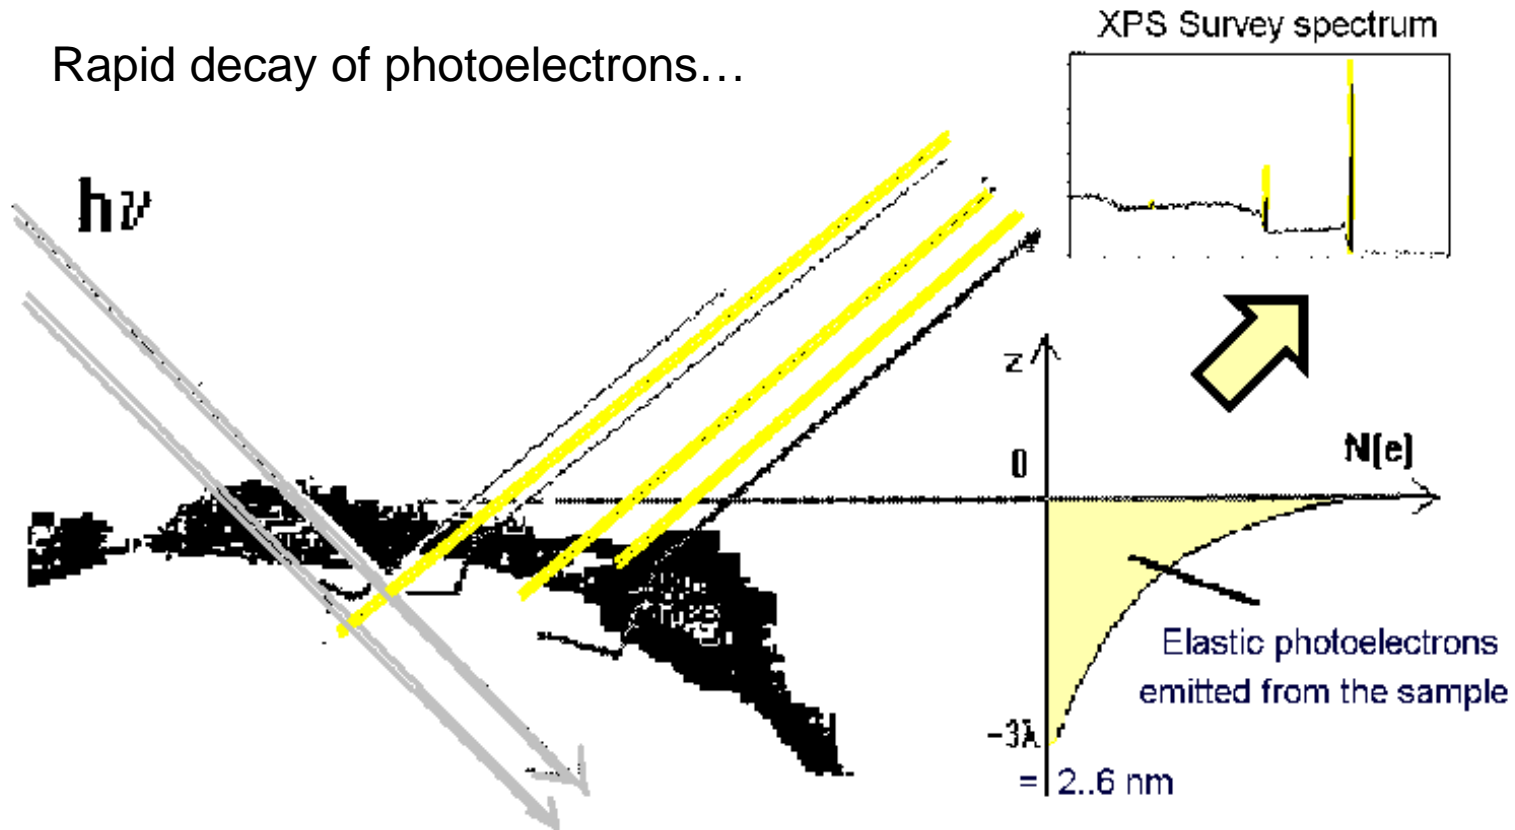 XPS Survey spectrum
Rapid decay of photoelectrons…
hν
z
0
N(e)
Elastic photoelectrons
emitted from the sample
-3λ
= 2..6 nm